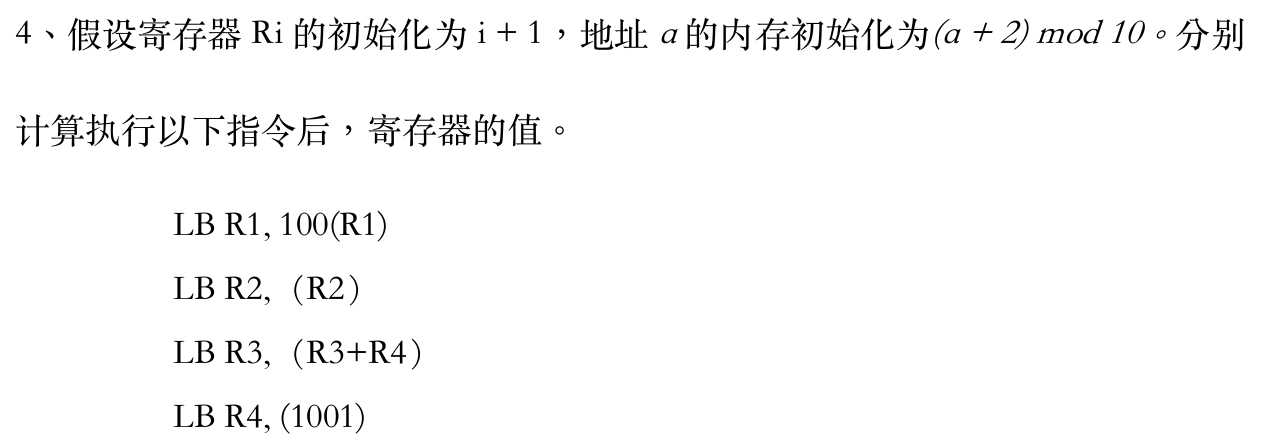 4、假设寄存器 Ri 的初始化为 i + 1，地址 a 的内存初始化为(a + 2) mod 10。分别
计算执行以下指令后，寄存器的值。
LB R1, 100(R1)
LB R2,（R2）
LB R3,（R3+R4）
LB R4, (1001)